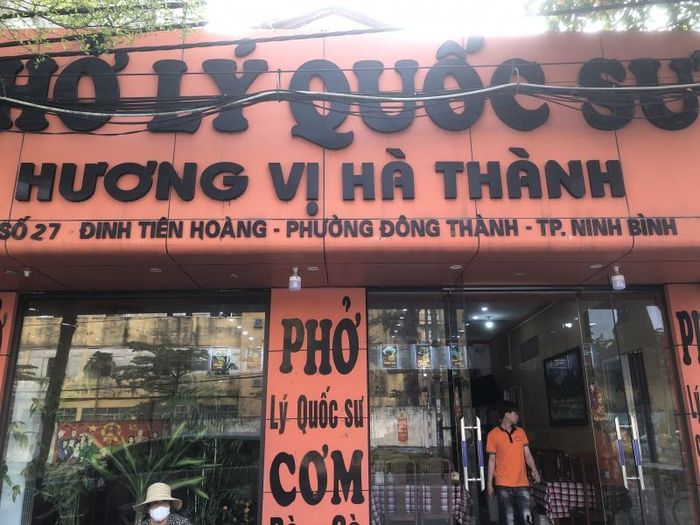 HỞ LÝ QUỐC SƯ
HƯƠNG VỊ HÀ THÀNH
SỐ 27 - ĐINH TIÊN HOÀNG - PHƯỜNG ĐÔNG THÀNH - TP. NINH BÌNH
PHỞ
Lý Quốc sư
CƠM